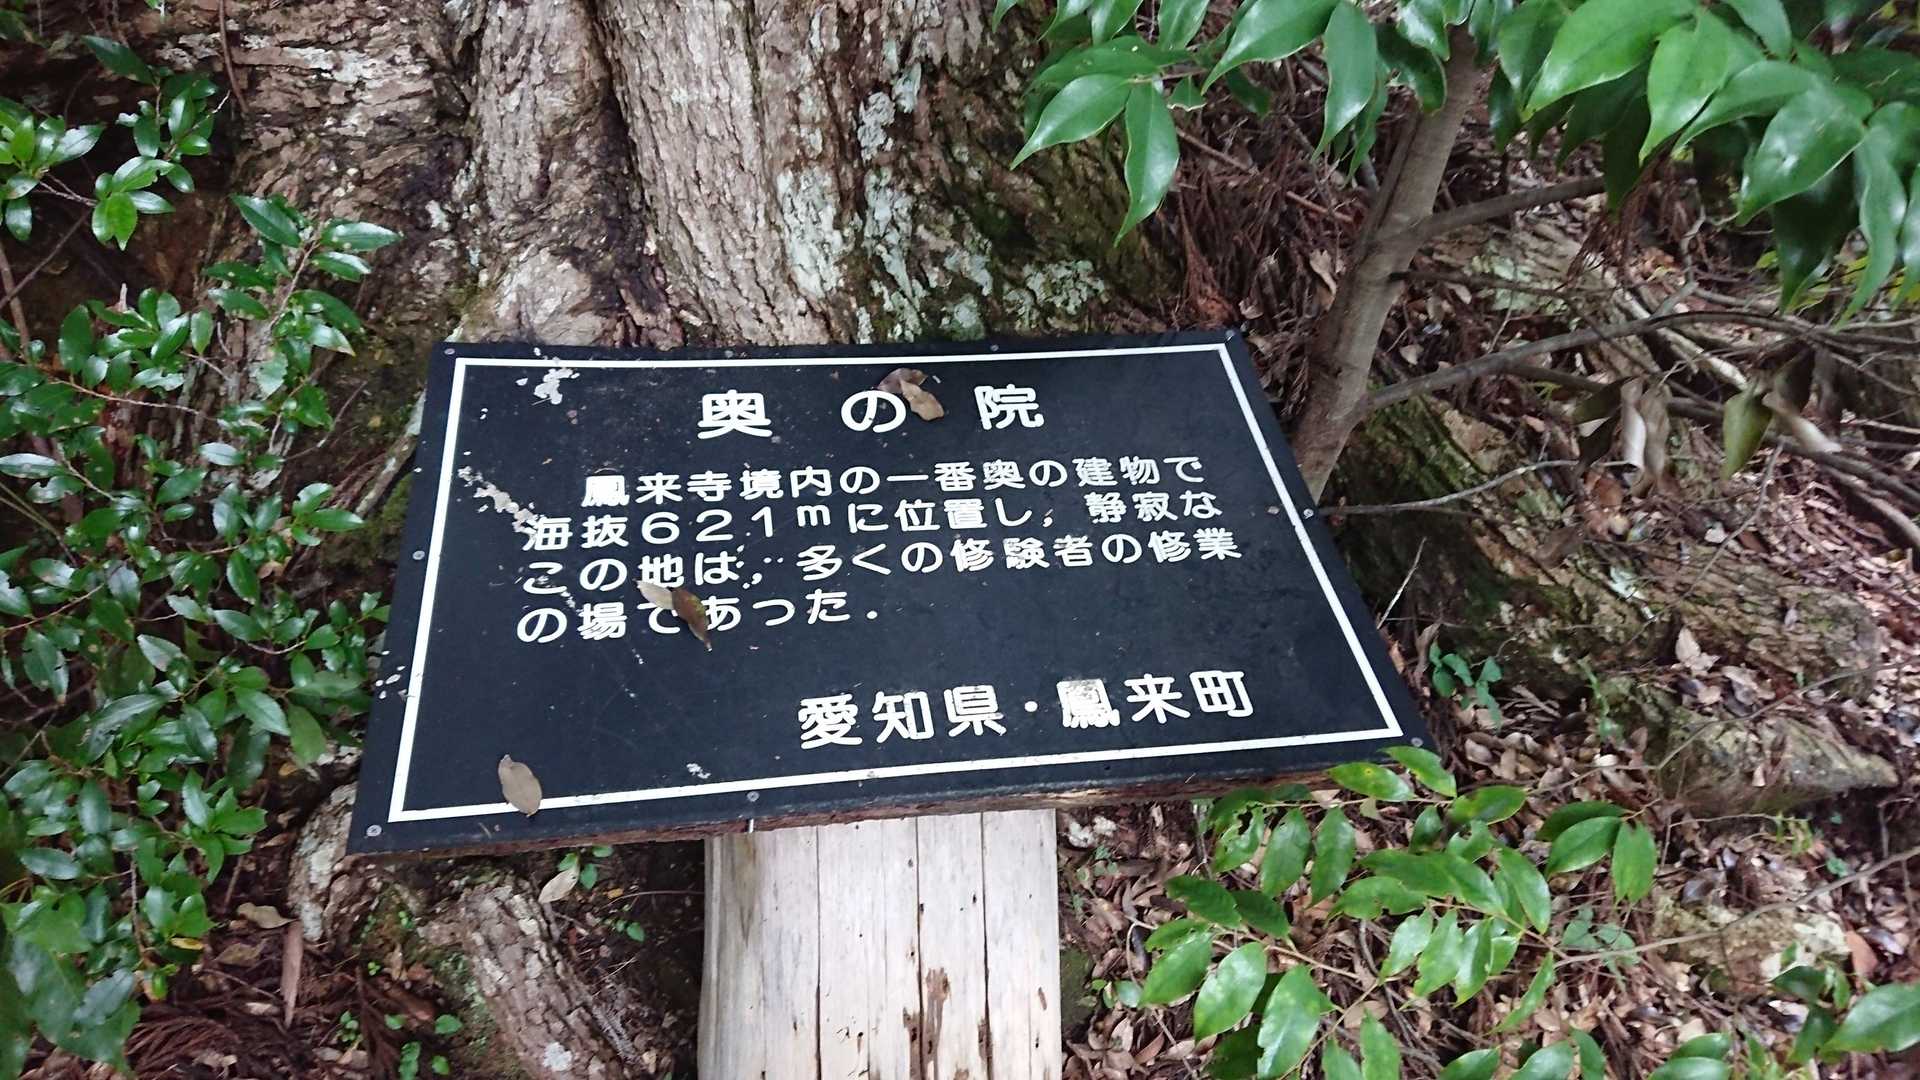 奥の院
鳳来寺境内の一番奥の建物で
海抜621mに位置し,静寂な
この地は,多くの修験者の修業
の場であった.
愛知県・鳳来町